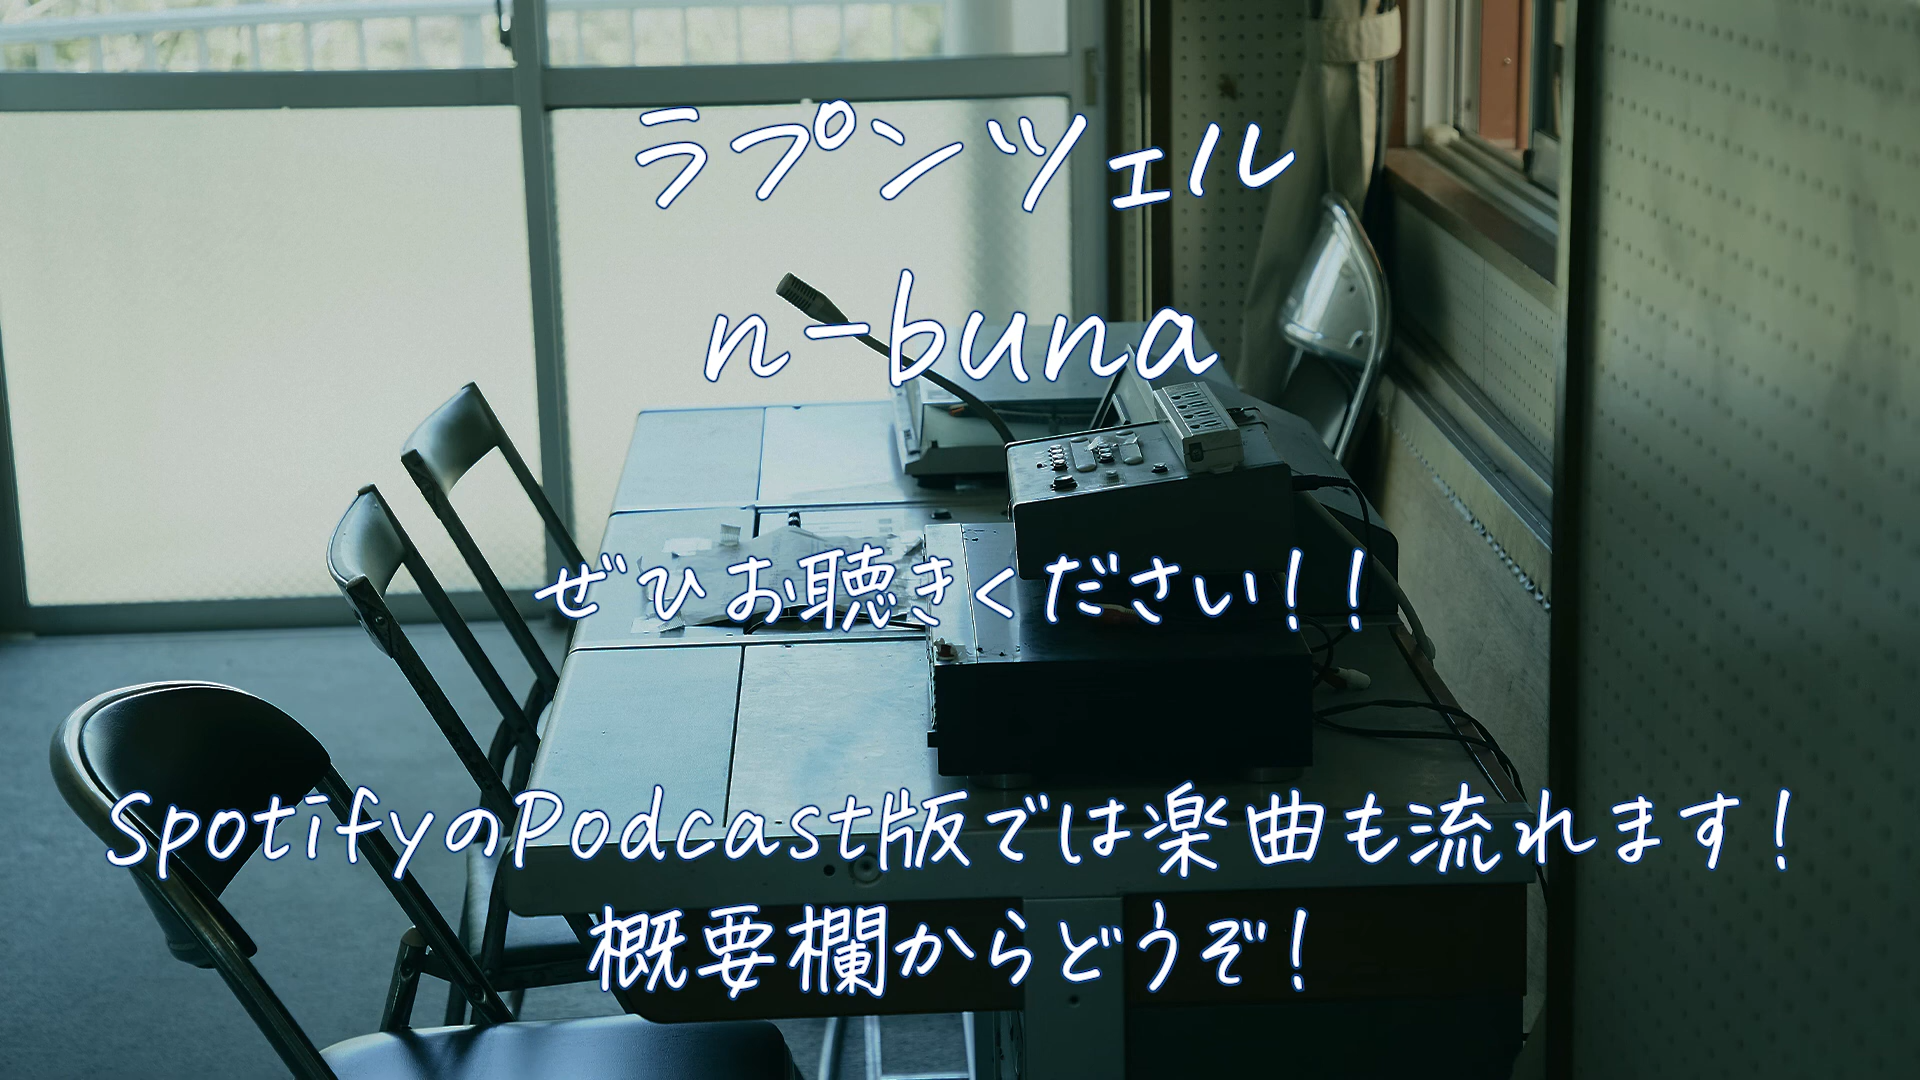 ラプンツェル
n-buna
ぜひお聴きください！！
SpotifyのPodcast版では楽曲も流れます！
概要欄からどうぞ！